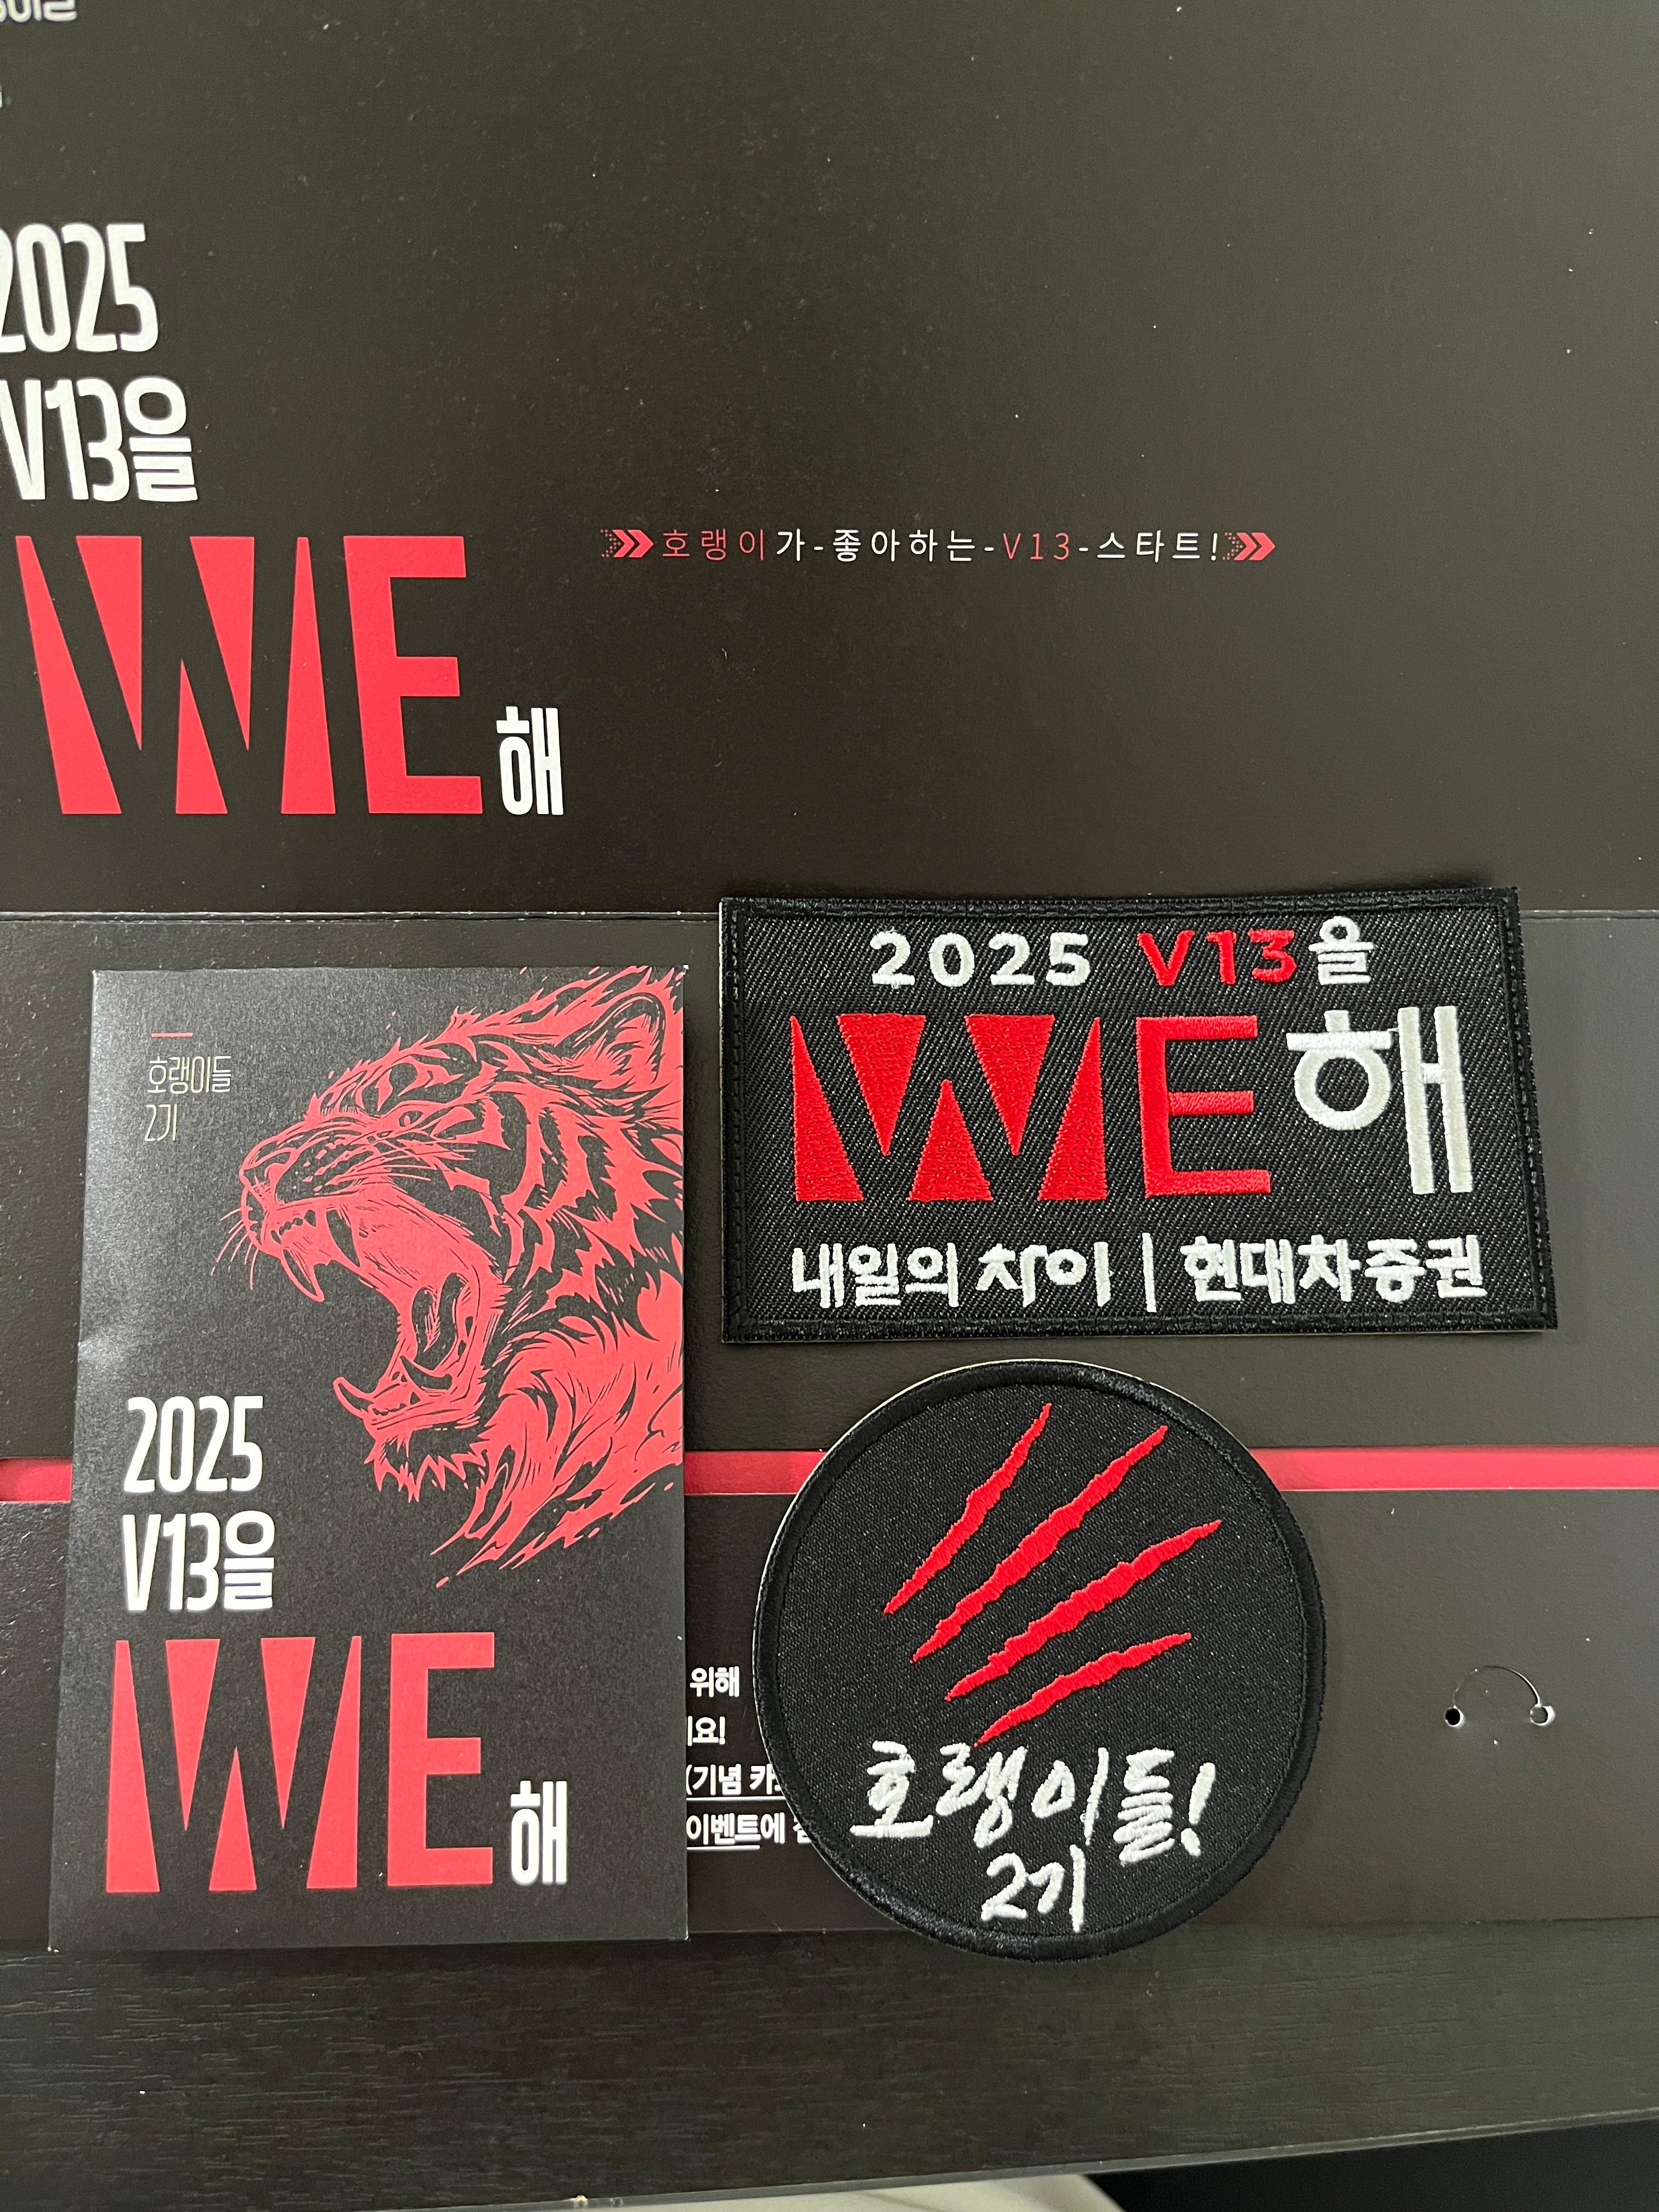 2025
V13을
WE해
호랭이가-좋아하는-V13-스타트!
호랭이들
2기
2025
V13을
WE해
2025 V13을
WE해
내일의 차이 | 현대차증권
호랭이들!
2기
위해
요!
(기념
이벤트에